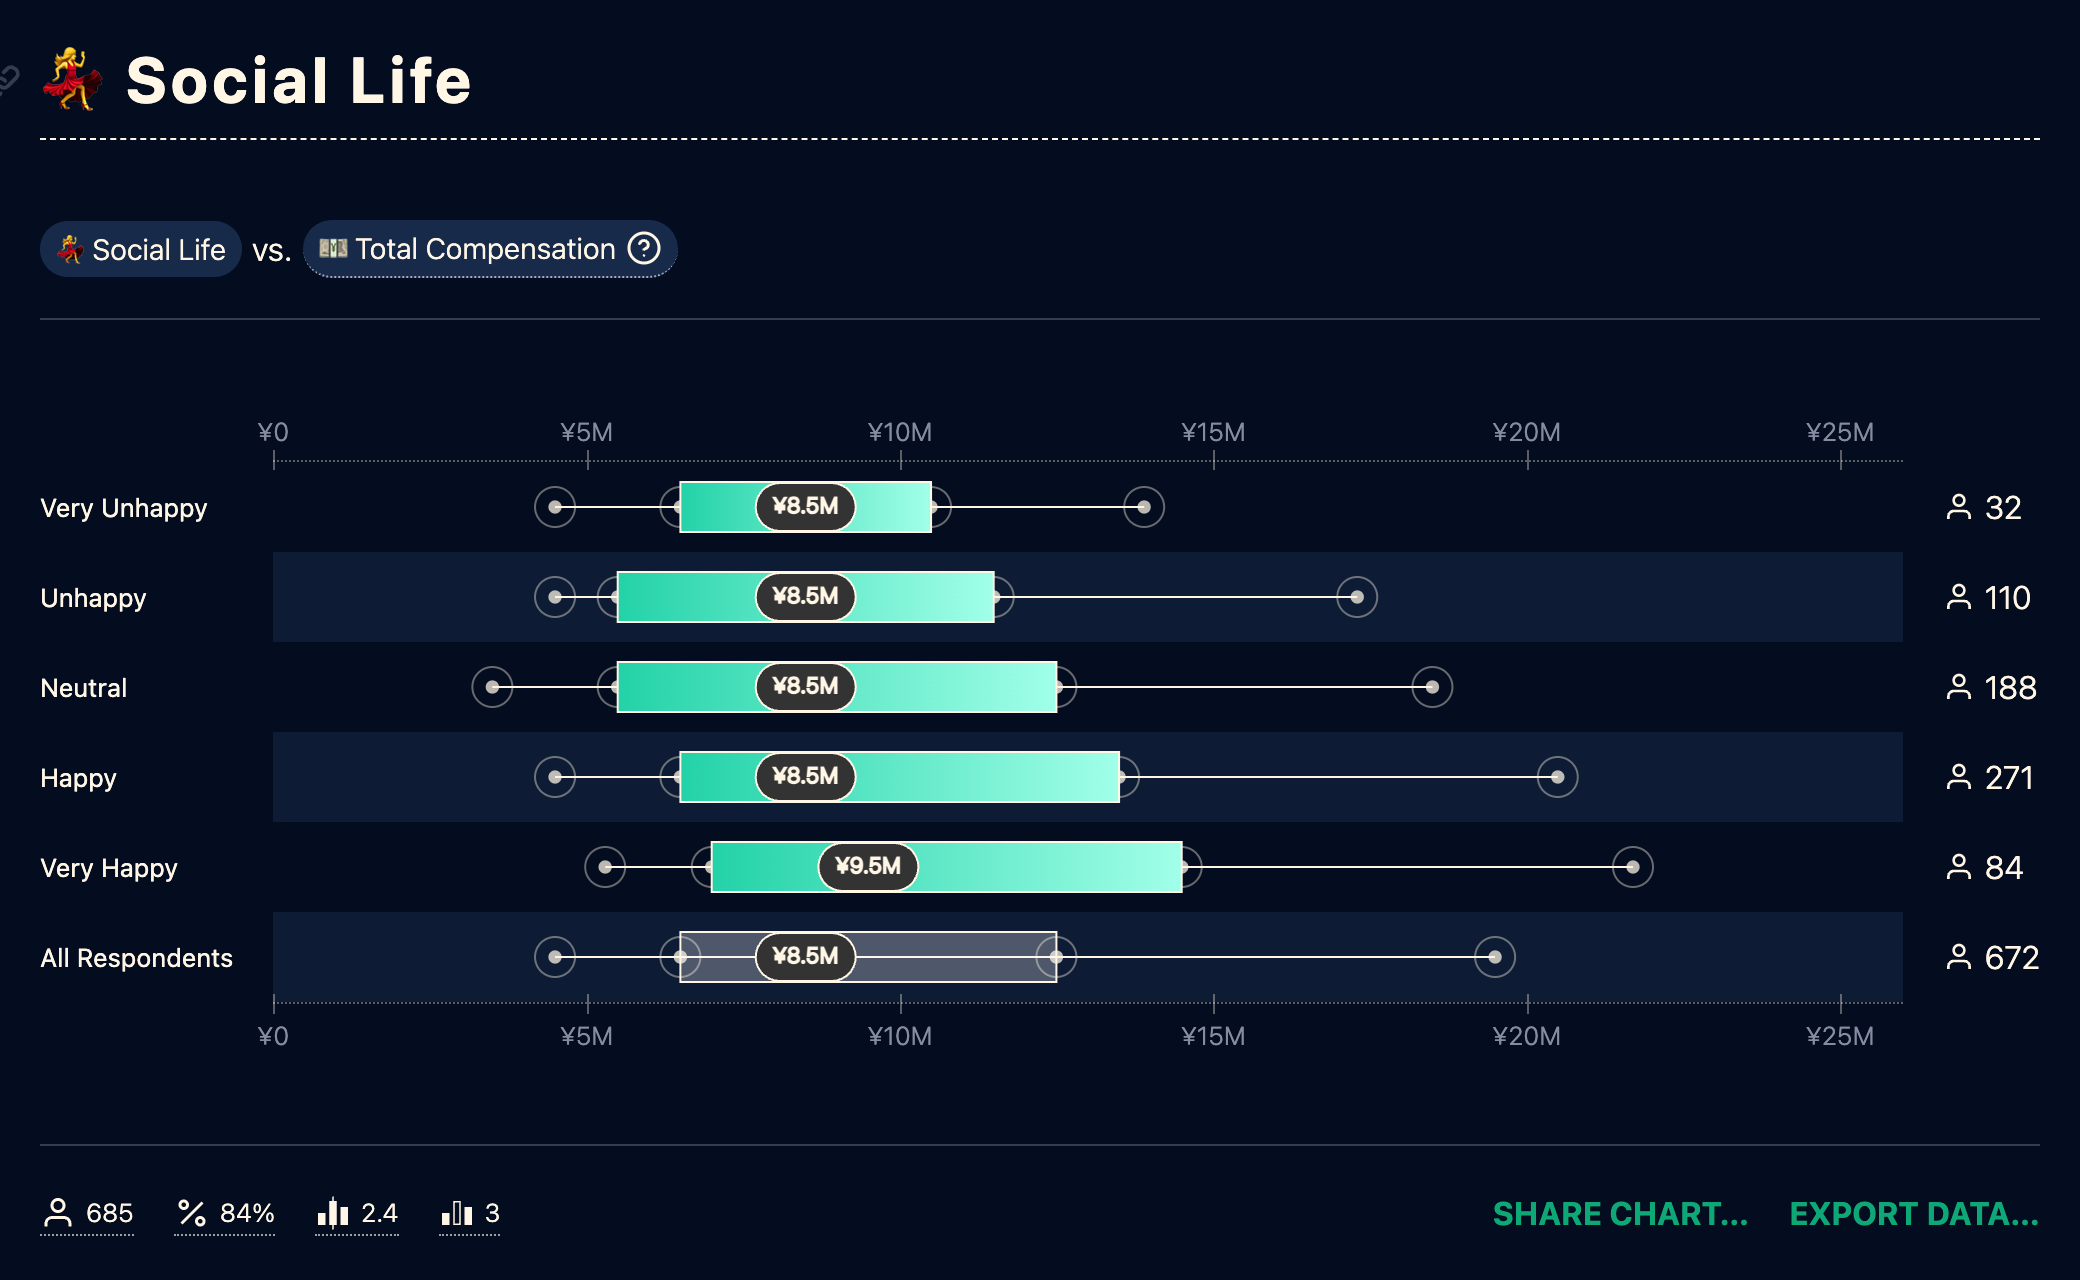 Social Life
Social Life vs. Total Compensation ?
¥0 ¥5M ¥10M ¥15M ¥20M ¥25M
Very Unhappy ¥8.5M 32
Unhappy ¥8.5M 110
Neutral ¥8.5M 188
Happy ¥8.5M 271
Very Happy ¥9.5M 84
All Respondents ¥8.5M 672
¥0 ¥5M ¥10M ¥15M ¥20M ¥25M
685 % 84% 2.4 3 SHARE CHART... EXPORT DATA...